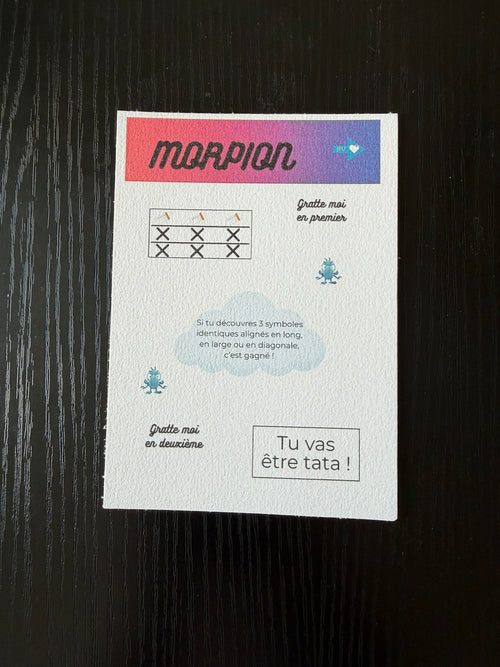 MORPION
Gratte moi
en premier
X X X
X X X
Si tu découvres 3 symboles
identiques alignés en long,
en large ou en diagonale,
c'est gagné !
Gratte moi
en deuxième
Tu vas
être tata !